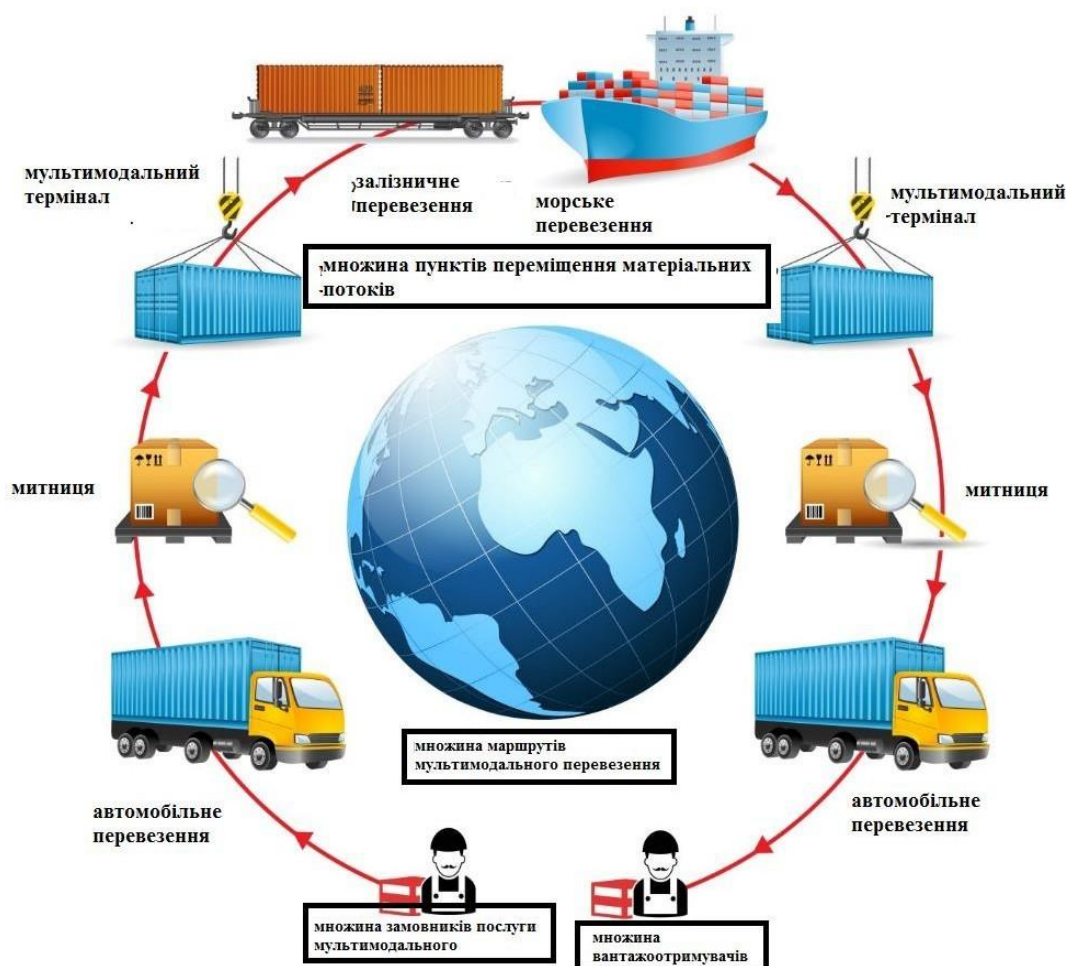 мультимодальний
термінал
залізничне
перевезення
морське
перевезення
мультимодальний
термінал
множина пунктів переміщення матеріальних
потоків
митниця
митниця
множина маршрутів
мультимодального перевезення
автомобільне
перевезення
автомобільне
перевезення
множина замовників послуги
мультимодального
множина
вантажоотримувачів